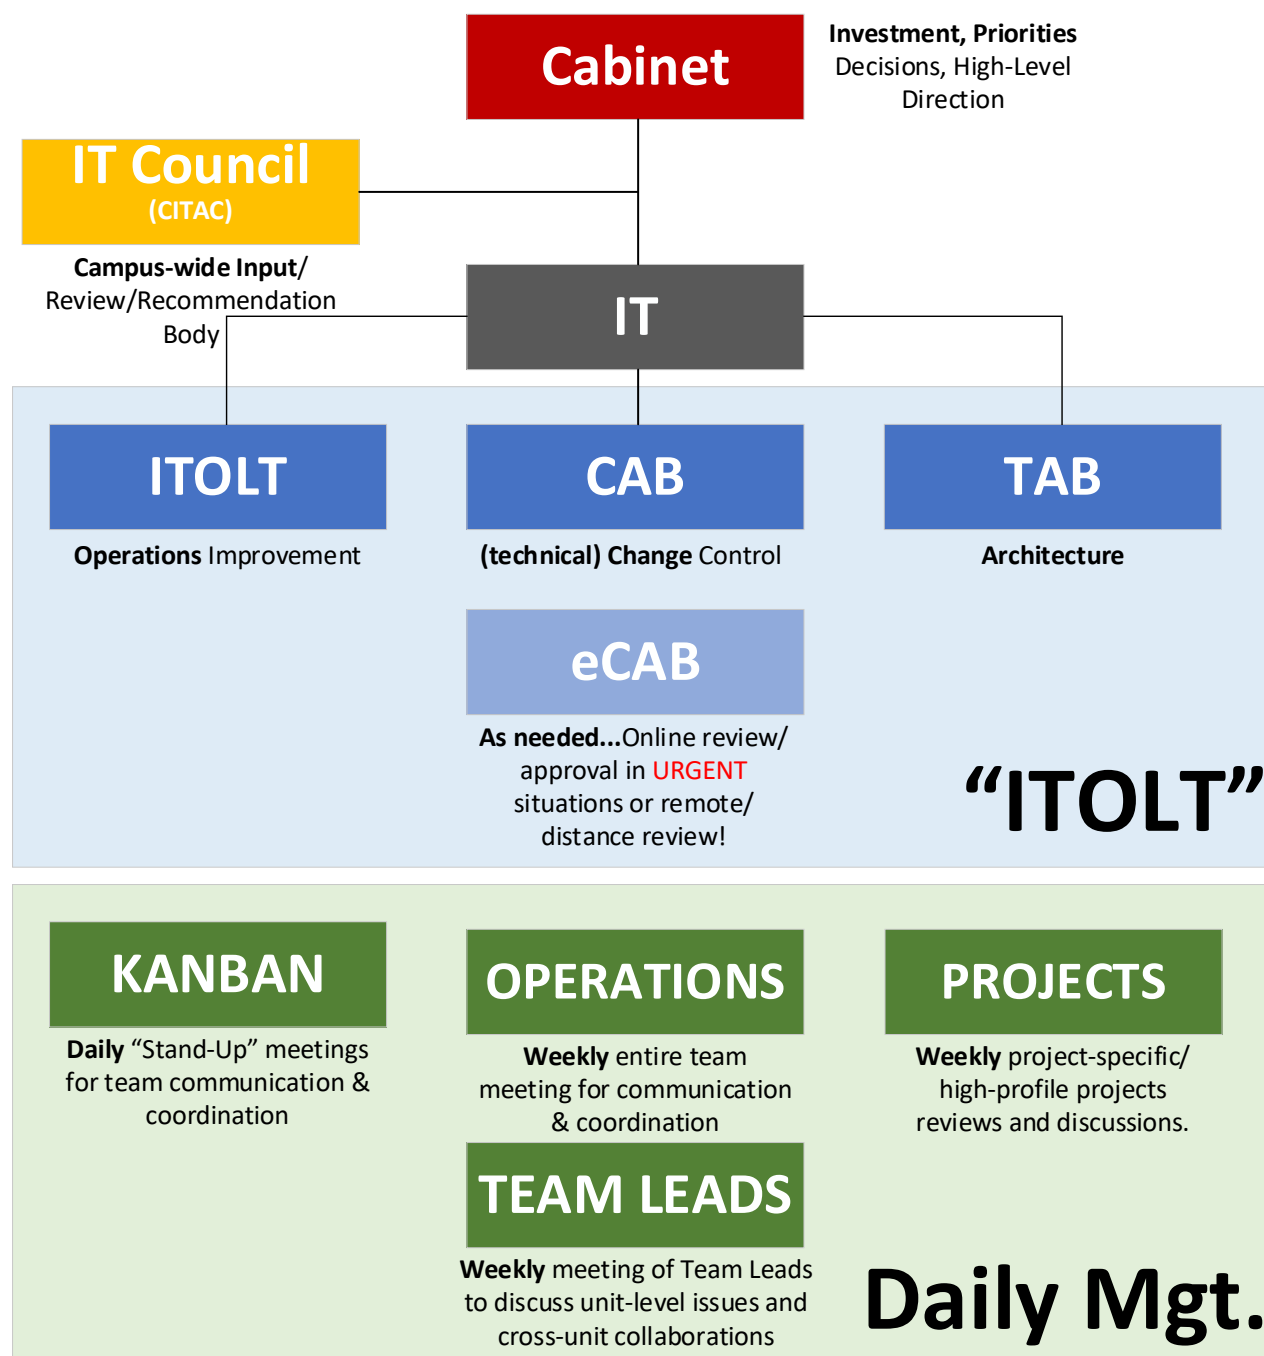 Cabinet
Investment, Priorities
Decisions, High-Level
Direction
IT Council
(CITAC)
Campus-wide Input/
Review/Recommendation
Body
IT
ITOLT
Operations Improvement
CAB
(technical) Change Control
TAB
Architecture
eCAB
As needed...Online review/
approval in URGENT
situations or remote/
distance review!
“ITOLT”
KANBAN
Daily “Stand-Up” meetings
for team communication &
coordination
OPERATIONS
Weekly entire team
meeting for communication
& coordination
PROJECTS
Weekly project-specific/
high-profile projects
reviews and discussions.
TEAM LEADS
Weekly meeting of Team Leads
to discuss unit-level issues and
cross-unit collaborations
Daily Mgt.